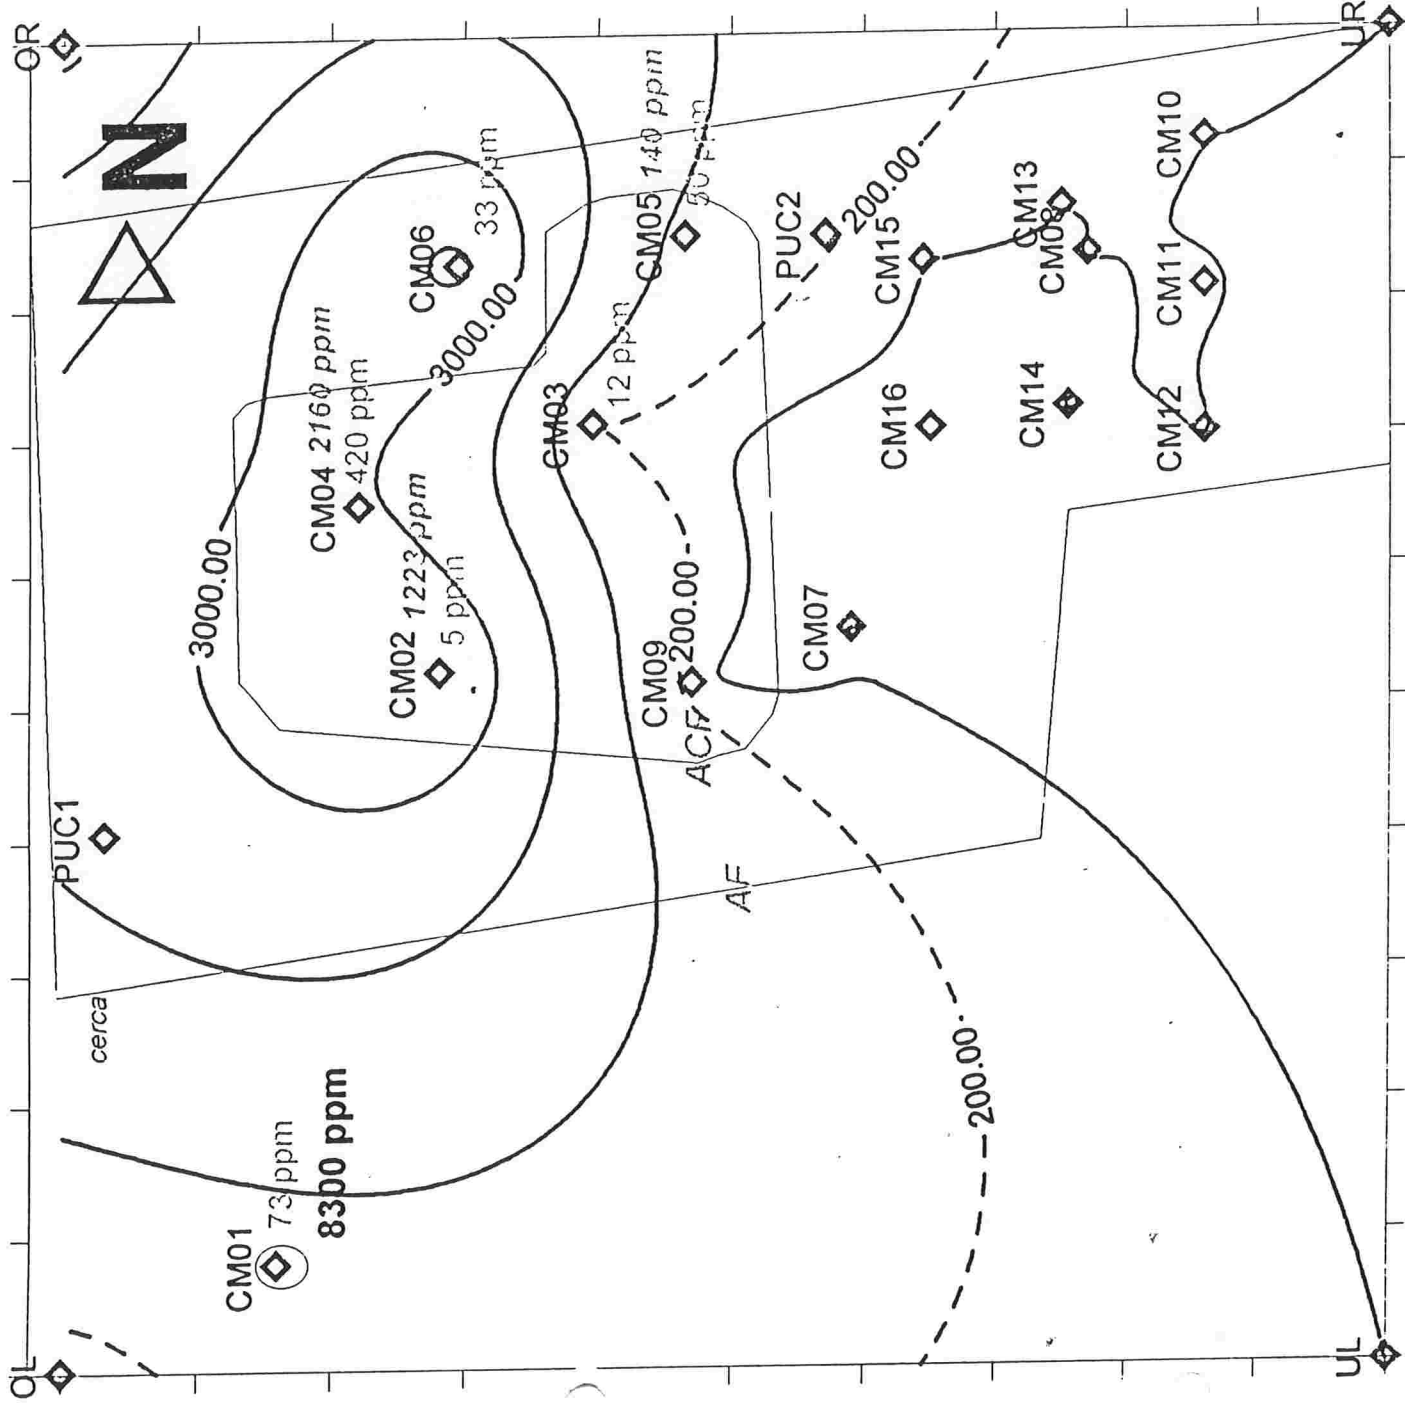 OR
UR
N
CM10
33 ppm
CM05 140 ppm
50 ppm
CM13
CM08
200.00
PUC2
CM15
CM11
CM06
3000.00
CM04 2160 ppm
420 ppm
12 ppm
CM03
CM16
CM14
CM12
3000.00
CM02 1223 ppm
5 ppm
200.00
CM09
CM07
ACF
PUC1
AF
cerca
200.00
8300 ppm
73 ppm
CM01
OL
UL